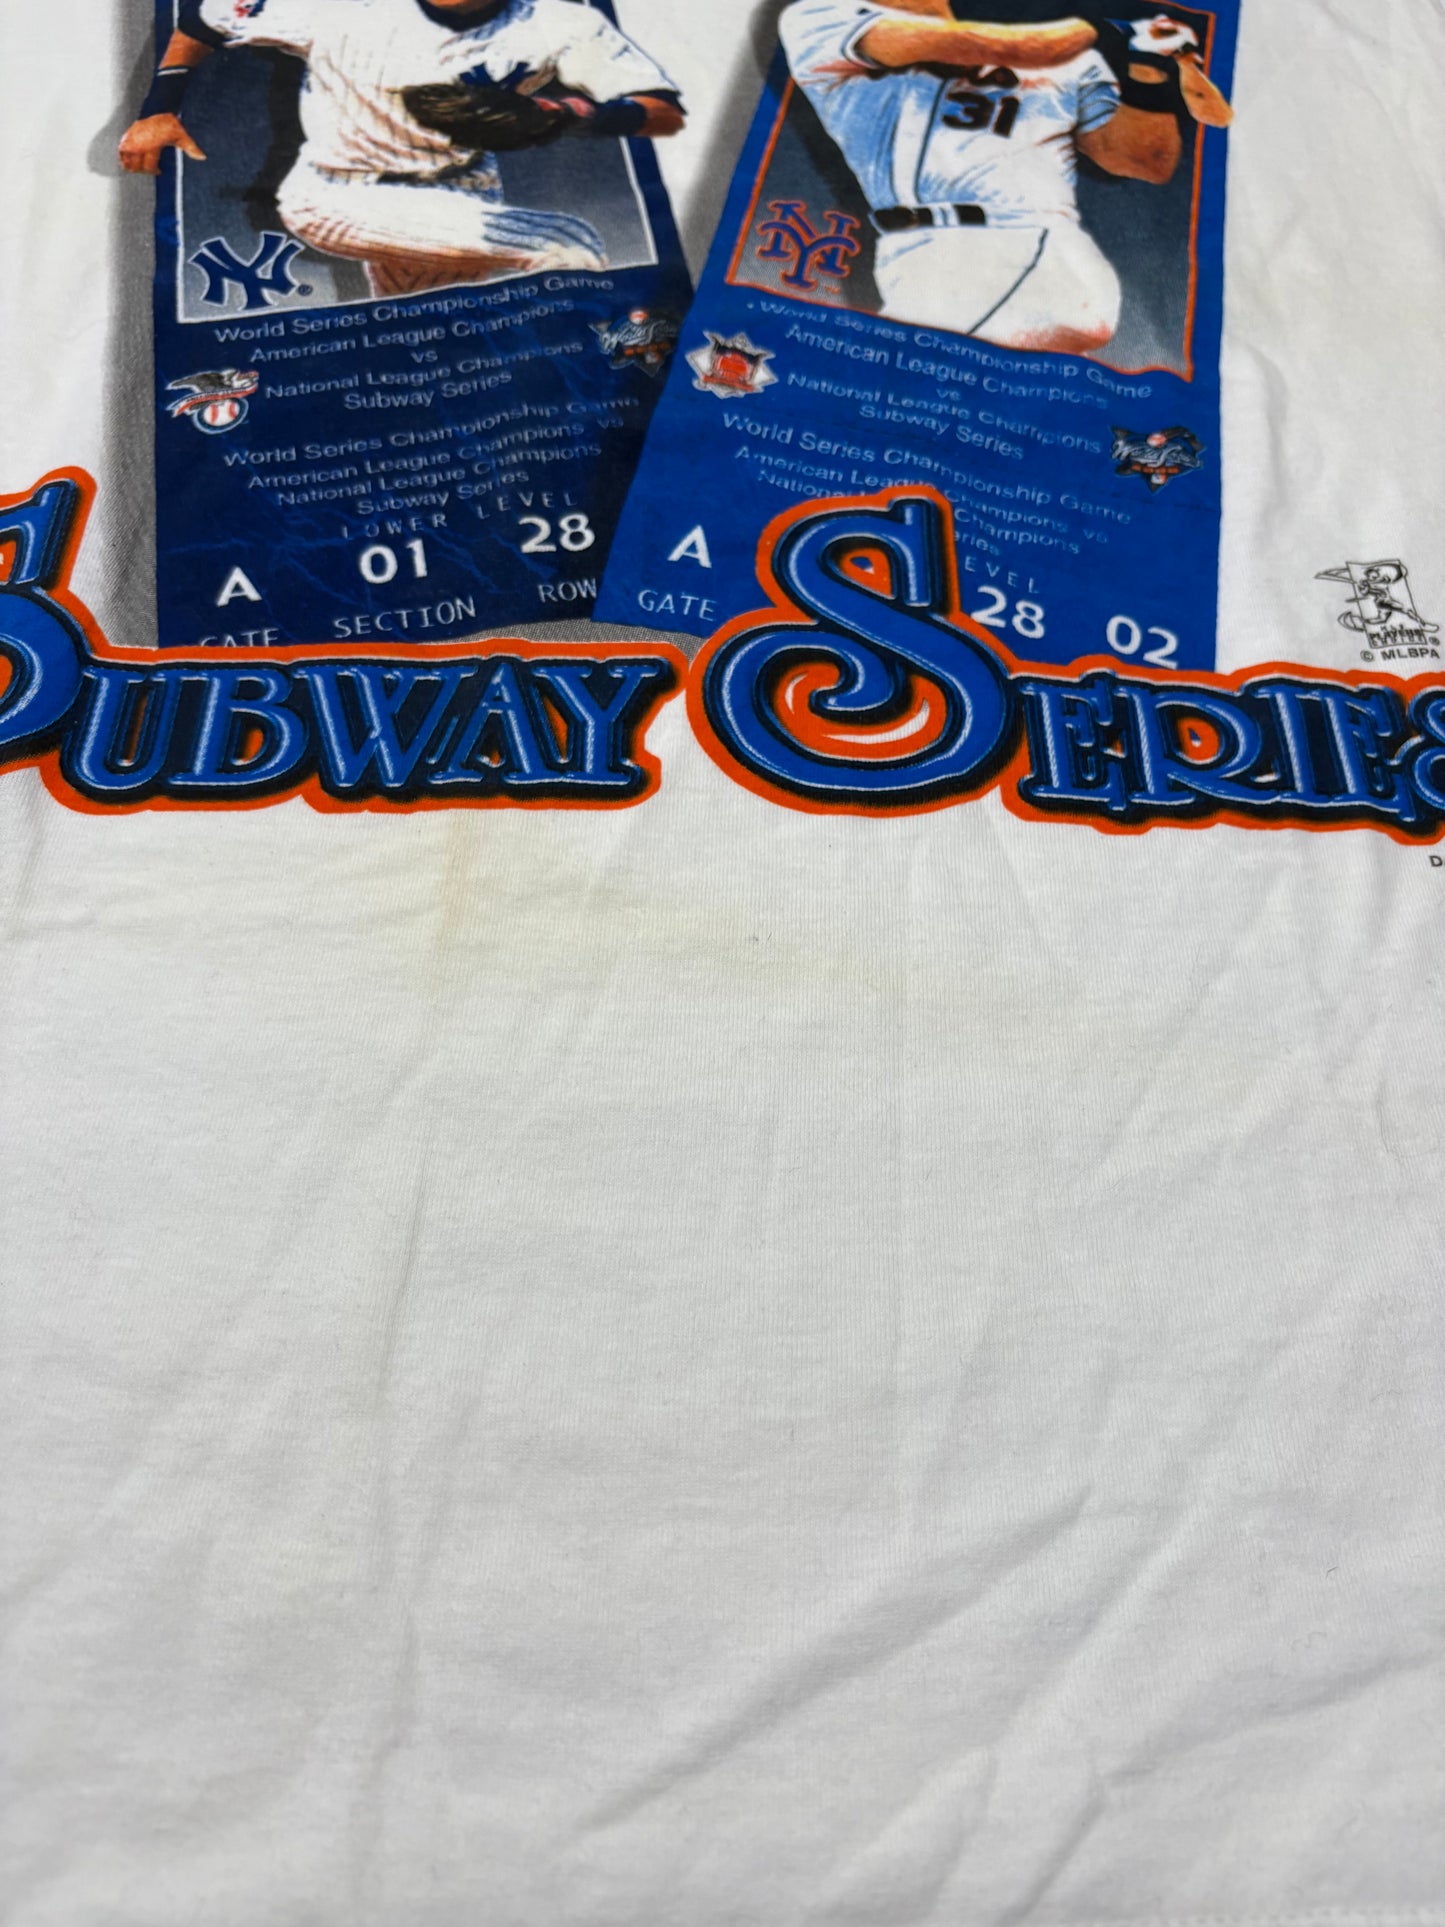 31
World Series Championship Game
American League Champions
vs
National League Champions
Subway Series
World Series Championship Game
American League Champions vs
National League Champions
Subway Series
LOWER LEVEL
A 01 28
GATE SECTION ROW
World Series Championship Game
American League Champions
vs
National League Champions
Subway Series
World Series Championship Game
American League Champions
Champions vs
A
GATE
28 02
SUBWAY SERIES
© MLBPA